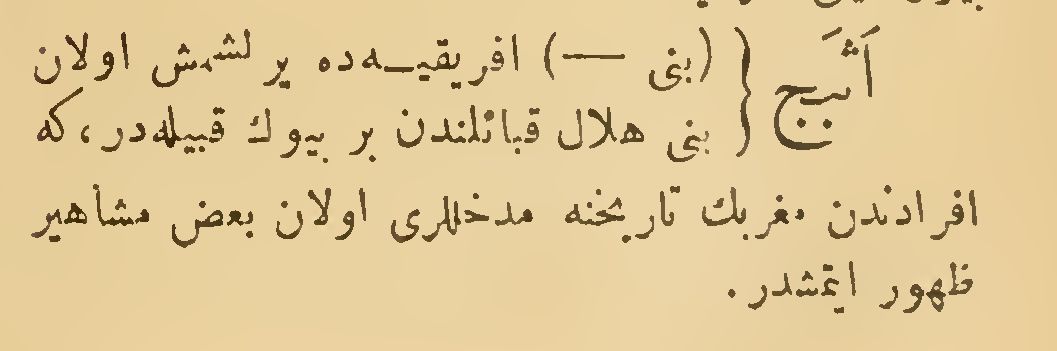 اَثْبَج { (بنى —) افريقيه‌ده يرلشمش اولان
بنى هلال قبائلندن بر بيوك قبيله‌در، كه
افرادندن مغربك تاريخنه مدخللرى اولان بعض مشاهير
ظهور ايتمشدر.